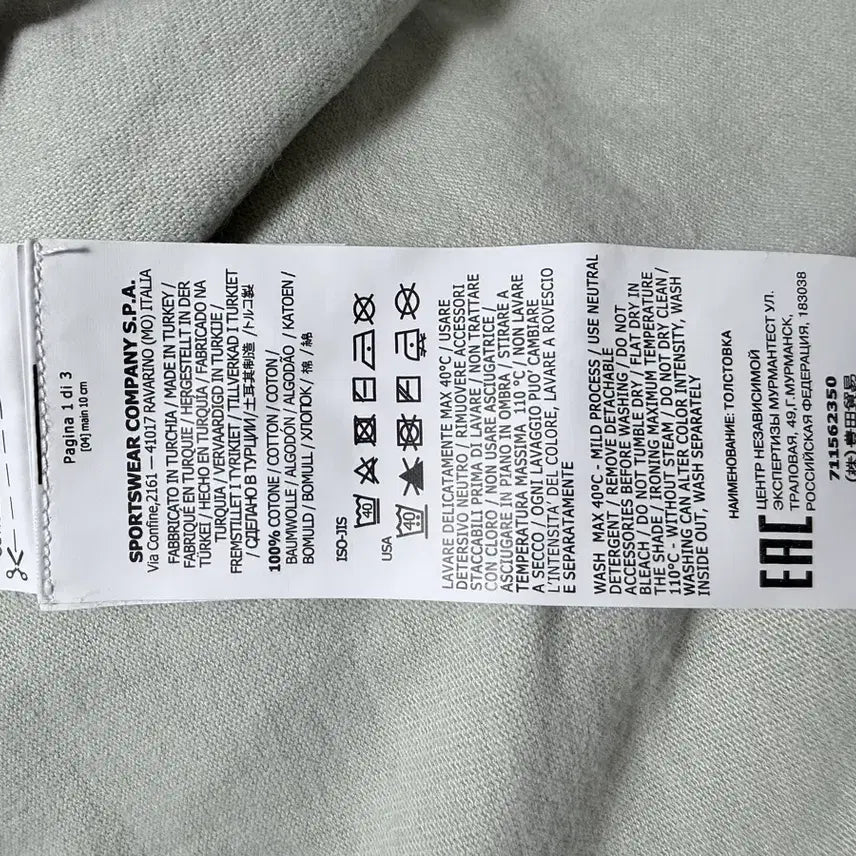 Pagina 1 di 3
[04] main 10 cm
SPORTSWEAR COMPANY S.P.A.
Via Confine,2161 — 41017 RAVARINO (MO) ITALIA
FABBRICATO IN TURCHIA / MADE IN TURKEY /
FABRIQUÉ EN TURQUIE / HERGESTELLT IN DER
TÜRKEI / HECHO EN TURQUÍA / FABRICADO NA
TURQUIA / VERVAARDIGD IN TURKIJE /
FREMSTILLET I TYRKIET / TILLVERKAD I TURKIET
/ СДЕЛАНО В ТУРЦИИ / 土耳其制造 / トルコ製
100% COTONE / COTTON / COTON /
BAUMWOLLE / ALGODÓN / ALGODÃO / KATOEN /
BOMULD / BOMULL / ХЛОПОК / 棉 / 綿
ISO-JIS
40
USA
40
LAVARE DELICATAMENTE MAX 40°C / USARE
DETERSIVO NEUTRO / RIMUOVERE ACCESSORI
STACCABILI PRIMA DI LAVARE / NON TRATTARE
CON CLORO / NON USARE ASCIUGATRICE /
ASCIUGARE IN PIANO IN OMBRA / STIRARE A
TEMPERATURA MASSIMA 110 °C / NON LAVARE
A SECCO / OGNI LAVAGGIO PUO' CAMBIARE
L'INTENSITA' DEL COLORE, LAVARE A ROVESCIO
E SEPARATAMENTE
WASH MAX 40°C - MILD PROCESS / USE NEUTRAL
DETERGENT / REMOVE DETACHABLE
ACCESSORIES BEFORE WASHING / DO NOT
BLEACH / DO NOT TUMBLE DRY / FLAT DRY IN
THE SHADE / IRONING MAXIMUM TEMPERATURE
110°C - WITHOUT STEAM / DO NOT DRY CLEAN /
WASHING CAN ALTER COLOR INTENSITY, WASH
INSIDE OUT, WASH SEPARATELY
НАИМЕНОВАНИЕ: ТОЛСТОВКА
EAC
ЦЕНТР НЕЗАВИСИМОЙ
ЭКСПЕРТИЗЫ МУРМАНТЕСТ УЛ.
ТРАЛОВАЯ, 49,Г.МУРМАНСК,
РОССИЙСКАЯ ФЕДЕРАЦИЯ, 183038
711562350